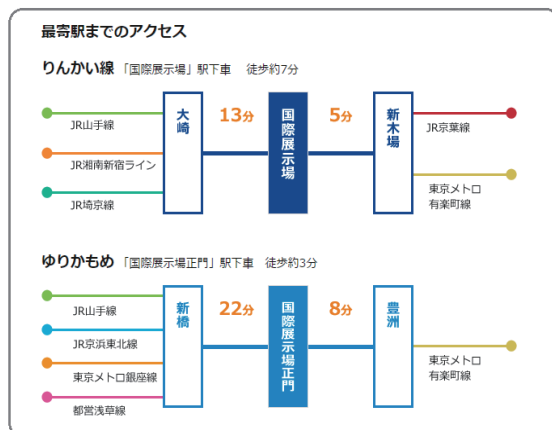 最寄駅までのアクセス
りんかい線 「国際展示場」駅下車　徒歩約7分
JR山手線
JR湘南新宿ライン
JR埼京線
大崎
13分
国際展示場
5分
新木場
JR京葉線
東京メトロ
有楽町線
ゆりかもめ 「国際展示場正門」駅下車　徒歩約3分
JR山手線
JR京浜東北線
東京メトロ銀座線
都営浅草線
新橋
22分
国際展示場正門
8分
豊洲
東京メトロ
有楽町線